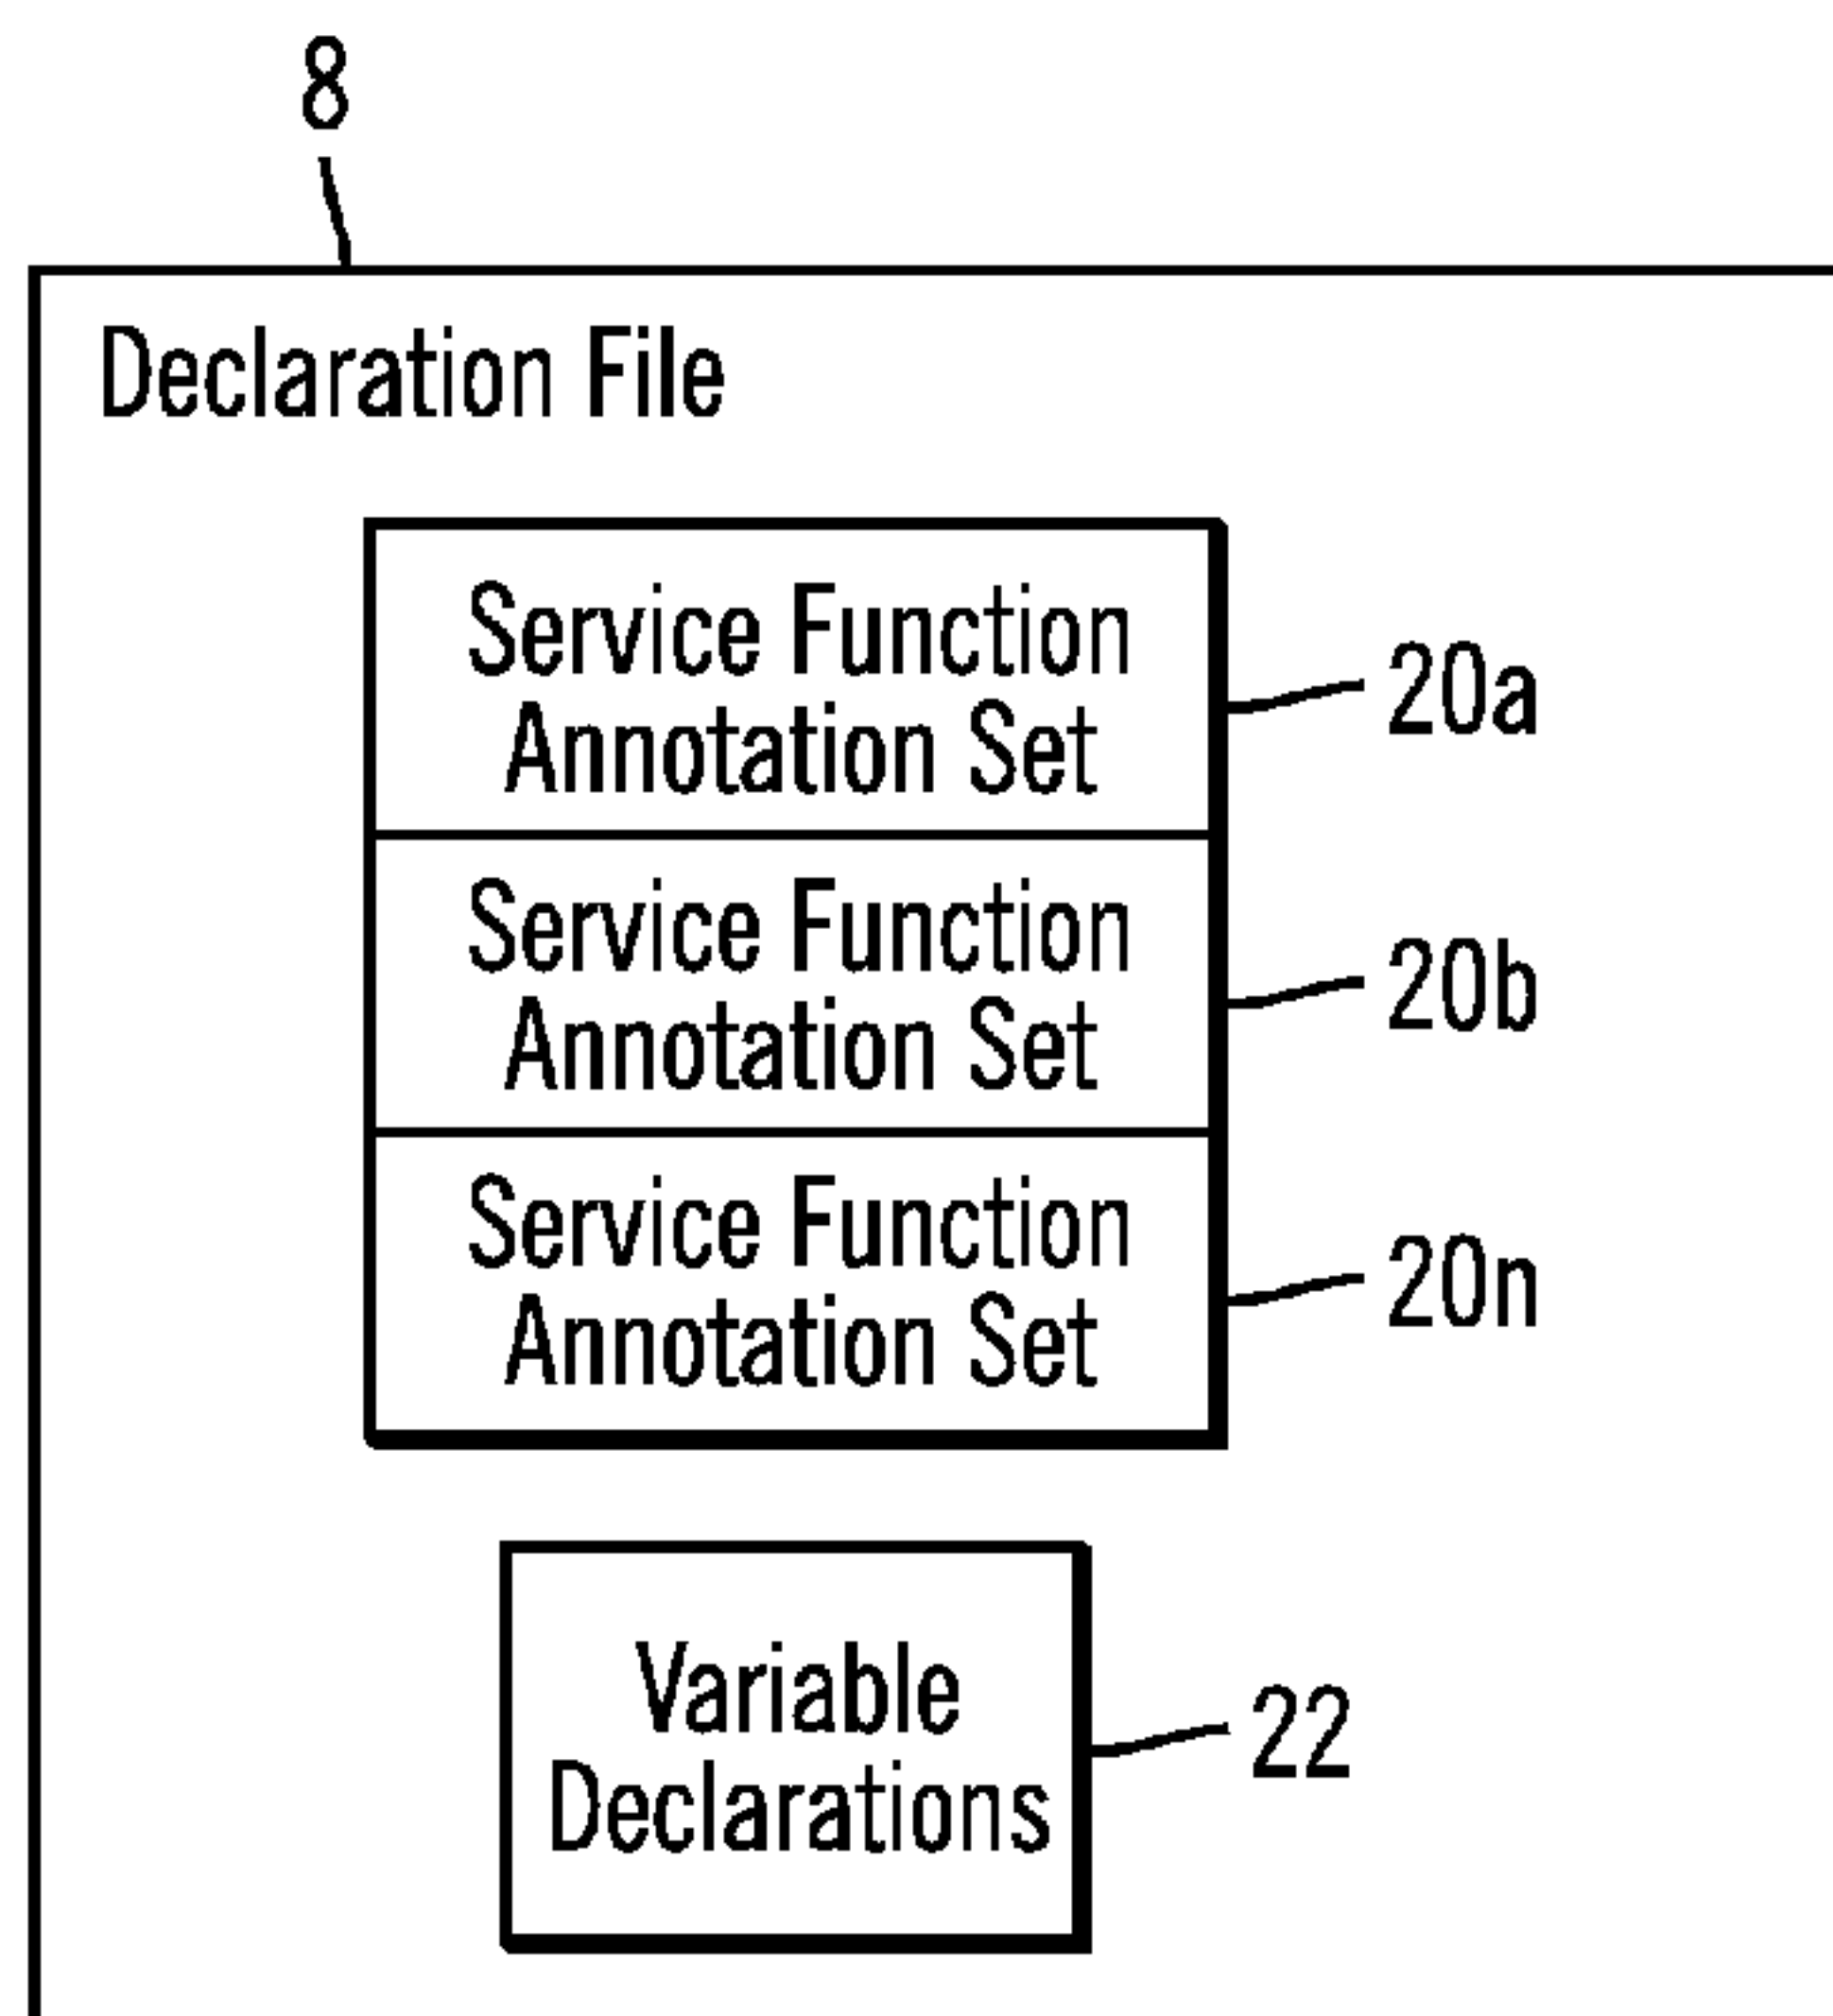 8
Declaration File
Service Function
Annotation Set
20a
Service Function
Annotation Set
20b
Service Function
Annotation Set
20n
Variable
Declarations
22